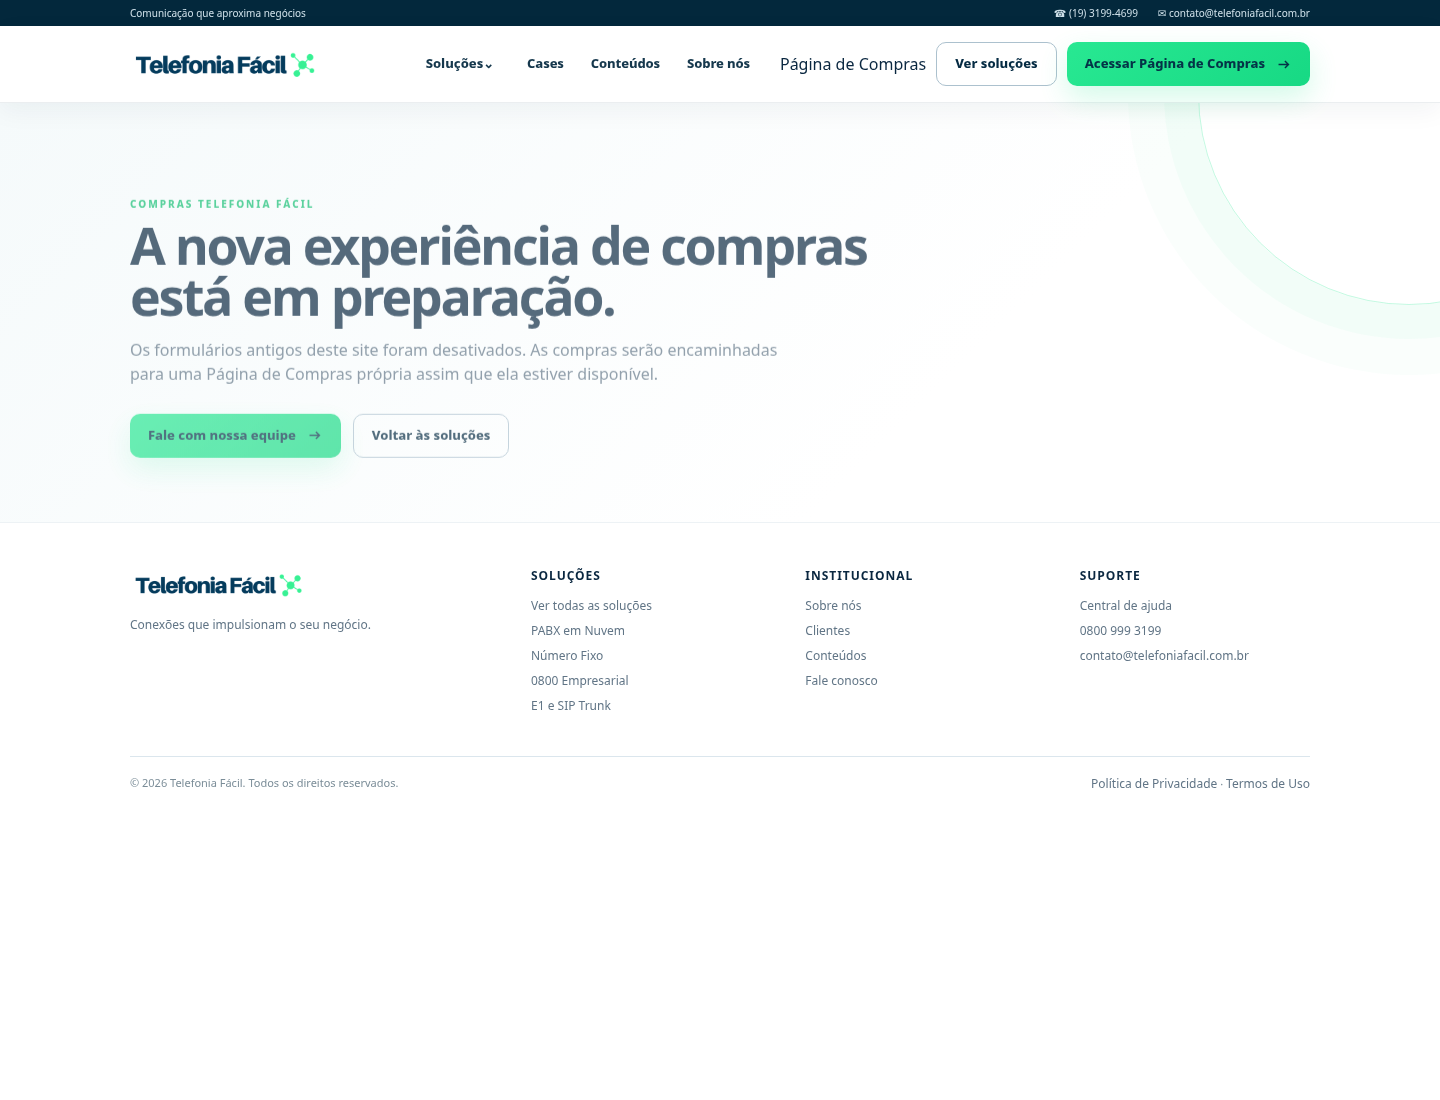 Comunicação que aproxima negócios
☎ (19) 3199-4699 ✉ contato@telefoniafacil.com.br
Telefonia Fácil
Soluções Cases Conteúdos Sobre nós Página de Compras Ver soluções Acessar Página de Compras →
COMPRAS TELEFONIA FÁCIL
A nova experiência de compras
está em preparação.
Os formulários antigos deste site foram desativados. As compras serão encaminhadas
para uma Página de Compras própria assim que ela estiver disponível.
Fale com nossa equipe → Voltar às soluções
Telefonia Fácil
Conexões que impulsionam o seu negócio.
SOLUÇÕES
Ver todas as soluções
PABX em Nuvem
Número Fixo
0800 Empresarial
E1 e SIP Trunk
INSTITUCIONAL
Sobre nós
Clientes
Conteúdos
Fale conosco
SUPORTE
Central de ajuda
0800 999 3199
contato@telefoniafacil.com.br
© 2026 Telefonia Fácil. Todos os direitos reservados.
Política de Privacidade · Termos de Uso